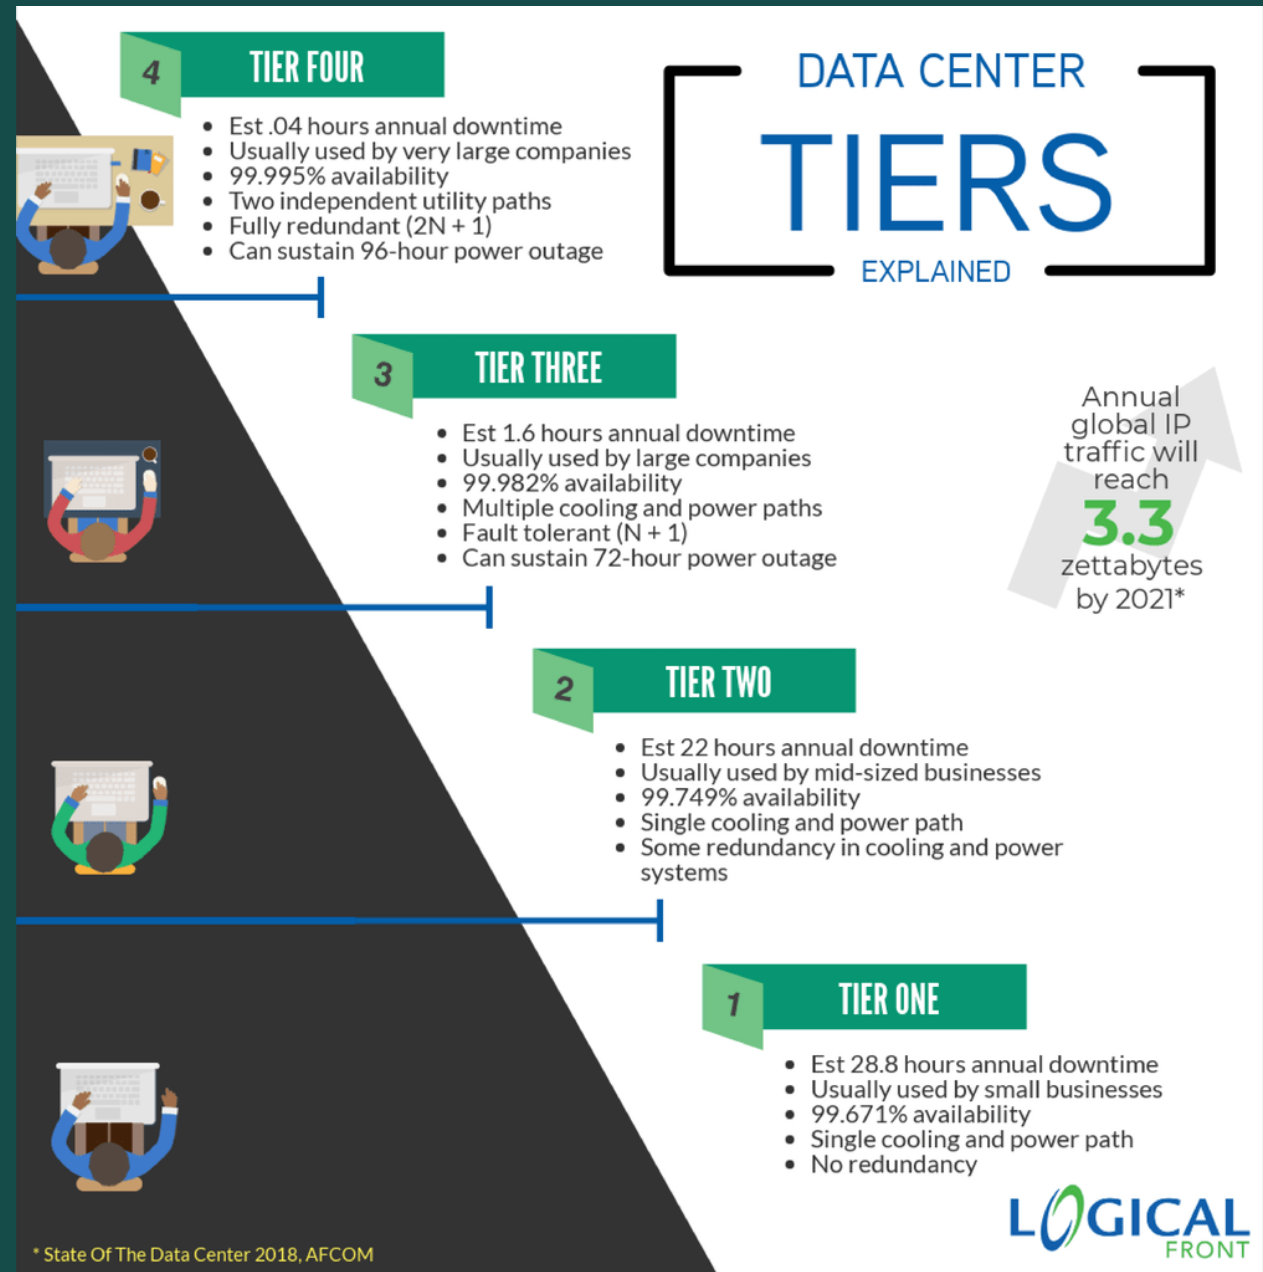 DATA CENTER
TIERS
EXPLAINED
4
TIER FOUR
• Est .04 hours annual downtime
• Usually used by very large companies
• 99.995% availability
• Two independent utility paths
• Fully redundant (2N + 1)
• Can sustain 96-hour power outage
3
TIER THREE
• Est 1.6 hours annual downtime
• Usually used by large companies
• 99.982% availability
• Multiple cooling and power paths
• Fault tolerant (N + 1)
• Can sustain 72-hour power outage
Annual
global IP
traffic will
reach
3.3
zettabytes
by 2021*
2
TIER TWO
• Est 22 hours annual downtime
• Usually used by mid-sized businesses
• 99.749% availability
• Single cooling and power path
• Some redundancy in cooling and power
systems
1
TIER ONE
• Est 28.8 hours annual downtime
• Usually used by small businesses
• 99.671% availability
• Single cooling and power path
• No redundancy
LOGICAL
FRONT
* State Of The Data Center 2018, AFCOM